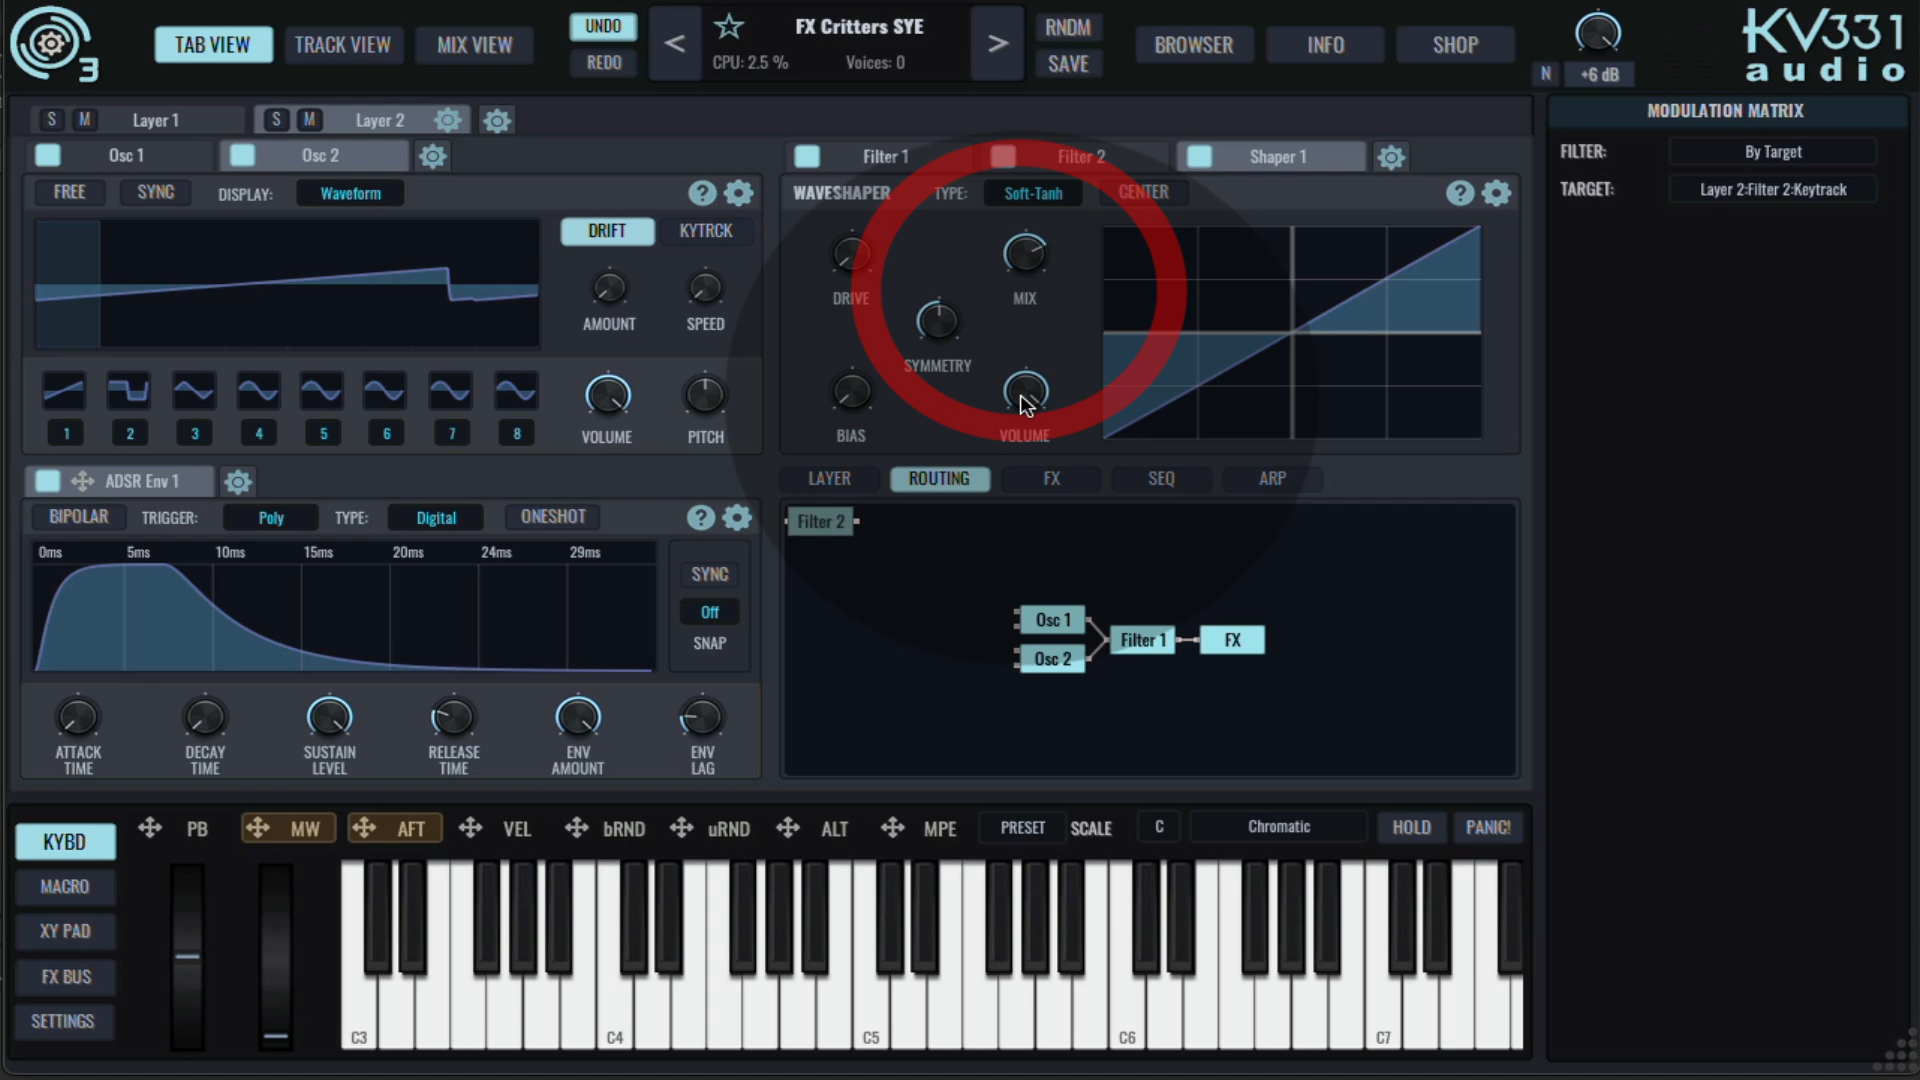 3
TAB VIEW
TRACK VIEW
MIX VIEW
UNDO
REDO
<
FX Critters SYE
CPU: 2.5 %
Voices: 0
>
RNDM
SAVE
BROWSER
INFO
SHOP
N
+6 dB
KV331
audio
S M Layer 1
S M Layer 2
Osc 1
Osc 2
Filter 1
Filter 2
Shaper 1
MODULATION MATRIX
FILTER: By Target
TARGET: Layer 2:Filter 2:Keytrack
FREE SYNC DISPLAY: Waveform ?
WAVESHAPER TYPE: Soft-Tanh CENTER ?
DRIFT KYTRCK
AMOUNT SPEED
1 2 3 4 5 6 7 8
VOLUME PITCH
DRIVE MIX
SYMMETRY
BIAS VOLUME
ADSR Env 1
BIPOLAR TRIGGER: Poly TYPE: Digital ONESHOT ?
0ms 5ms 10ms 15ms 20ms 24ms 29ms
SYNC
Off
SNAP
ATTACK TIME
DECAY TIME
SUSTAIN LEVEL
RELEASE TIME
ENV AMOUNT
ENV LAG
LAYER ROUTING FX SEQ ARP
Filter 2
Osc 1
Osc 2
Filter 1
FX
KYBD
MACRO
XY PAD
FX BUS
SETTINGS
PB MW AFT VEL bRND uRND ALT MPE PRESET SCALE C Chromatic HOLD PANIC!
C3 C4 C5 C6 C7